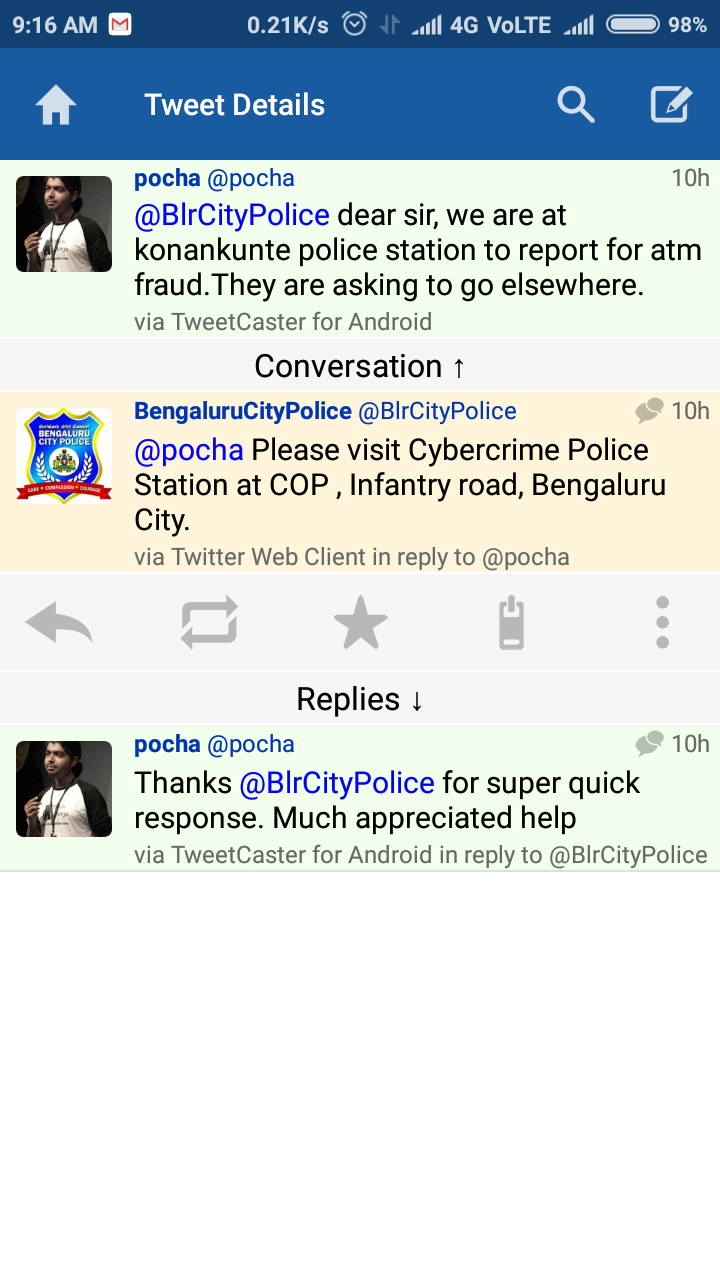 9:16 AM 0.21K/s 4G VoLTE 98%
Tweet Details
pocha @pocha 10h
@BlrCityPolice dear sir, we are at
konankunte police station to report for atm
fraud.They are asking to go elsewhere.
via TweetCaster for Android
Conversation ↑
BengaluruCityPolice @BlrCityPolice 10h
BENGALURU
CITY POLICE
CARE * COMPASSION * COURAGE
@pocha Please visit Cybercrime Police
Station at COP , Infantry road, Bengaluru
City.
via Twitter Web Client in reply to @pocha
Replies ↓
pocha @pocha 10h
Thanks @BlrCityPolice for super quick
response. Much appreciated help
via TweetCaster for Android in reply to @BlrCityPolice